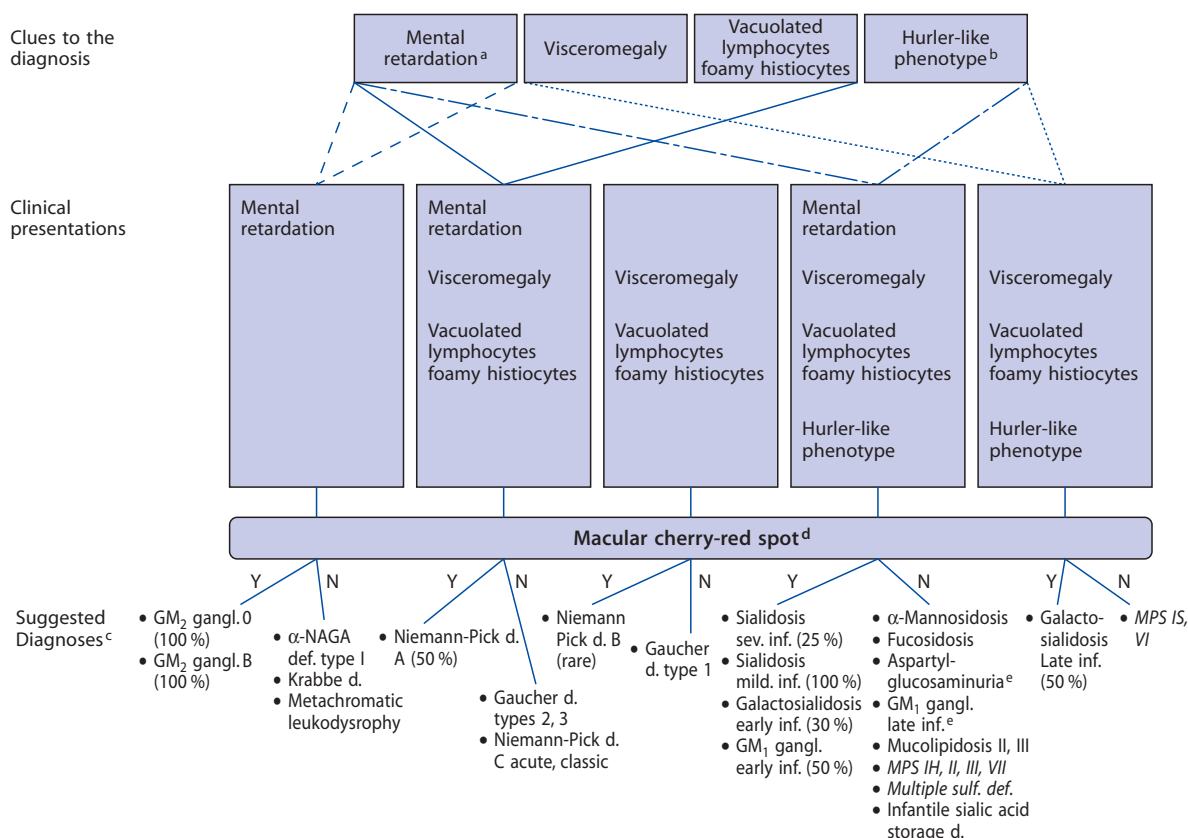 Clues to the
diagnosis
Mental
retardation a
Visceromegaly
Vacuolated
lymphocytes
foamy histiocytes
Hurler-like
phenotype b
Clinical
presentations
Mental
retardation
Mental
retardation
Visceromegaly
Vacuolated
lymphocytes
foamy histiocytes
Visceromegaly
Vacuolated
lymphocytes
foamy histiocytes
Mental
retardation
Visceromegaly
Vacuolated
lymphocytes
foamy histiocytes
Hurler-like
phenotype
Visceromegaly
Vacuolated
lymphocytes
foamy histiocytes
Hurler-like
phenotype
Macular cherry-red spot d
Y
N
Y
N
Y
N
Y
N
Y
N
Suggested
Diagnoses c
• GM2 gangl. 0
(100 %)
• GM2 gangl. B
(100 %)
• α-NAGA
def. type I
• Krabbe d.
• Metachromatic
leukodysrophy
• Niemann-Pick d.
A (50 %)
• Gaucher d.
types 2, 3
• Niemann-Pick d.
C acute, classic
• Niemann
Pick d. B
(rare)
• Gaucher
d. type 1
• Sialidosis
sev. inf. (25 %)
• Sialidosis
mild. inf. (100 %)
• Galactosialidosis
early inf. (30 %)
• GM1 gangl.
early inf. (50 %)
• α-Mannosidosis
• Fucosidosis
• Aspartyl-
glucosaminuria e
• GM1 gangl.
late inf. e
• Mucolipidosis II, III
• MPS IH, II, III, VII
• Multiple sulf. def.
• Infantile sialic acid
storage d.
• Galacto-
sialidosis
Late inf.
(50 %)
• MPS IS,
VI